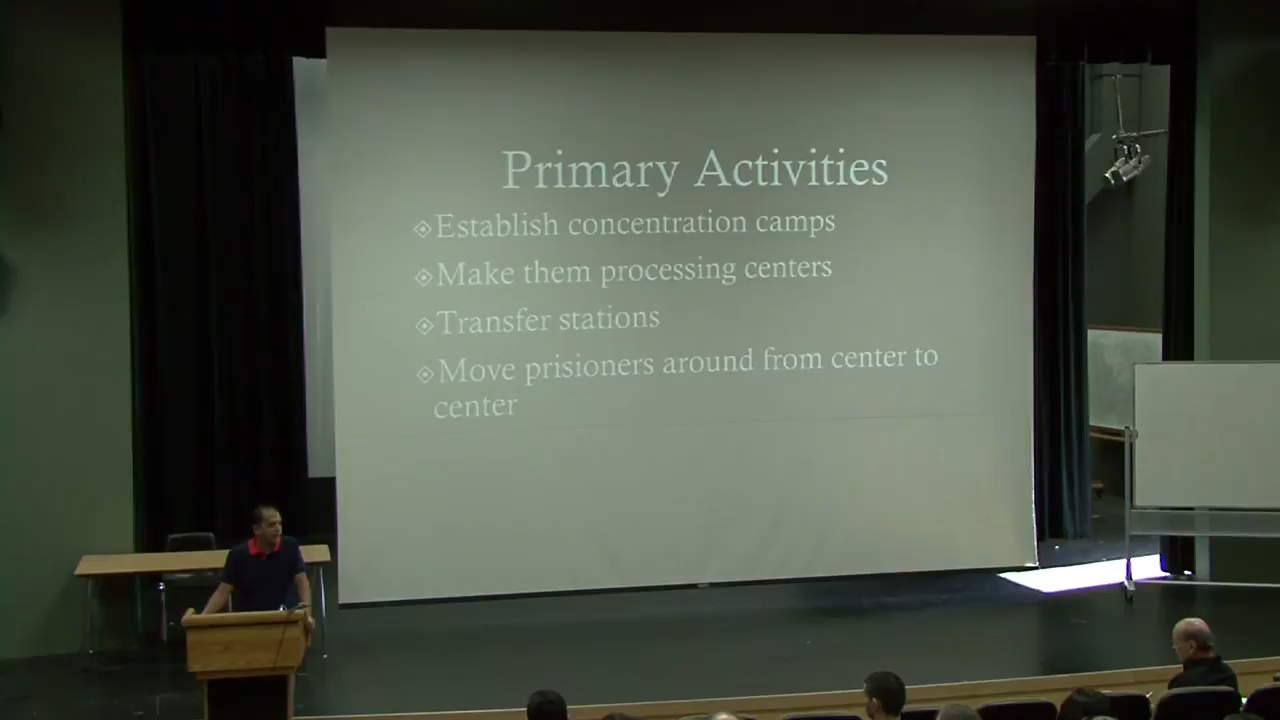 Primary Activities
Establish concentration camps
Make them processing centers
Transfer stations
Move prisioners around from center to
center